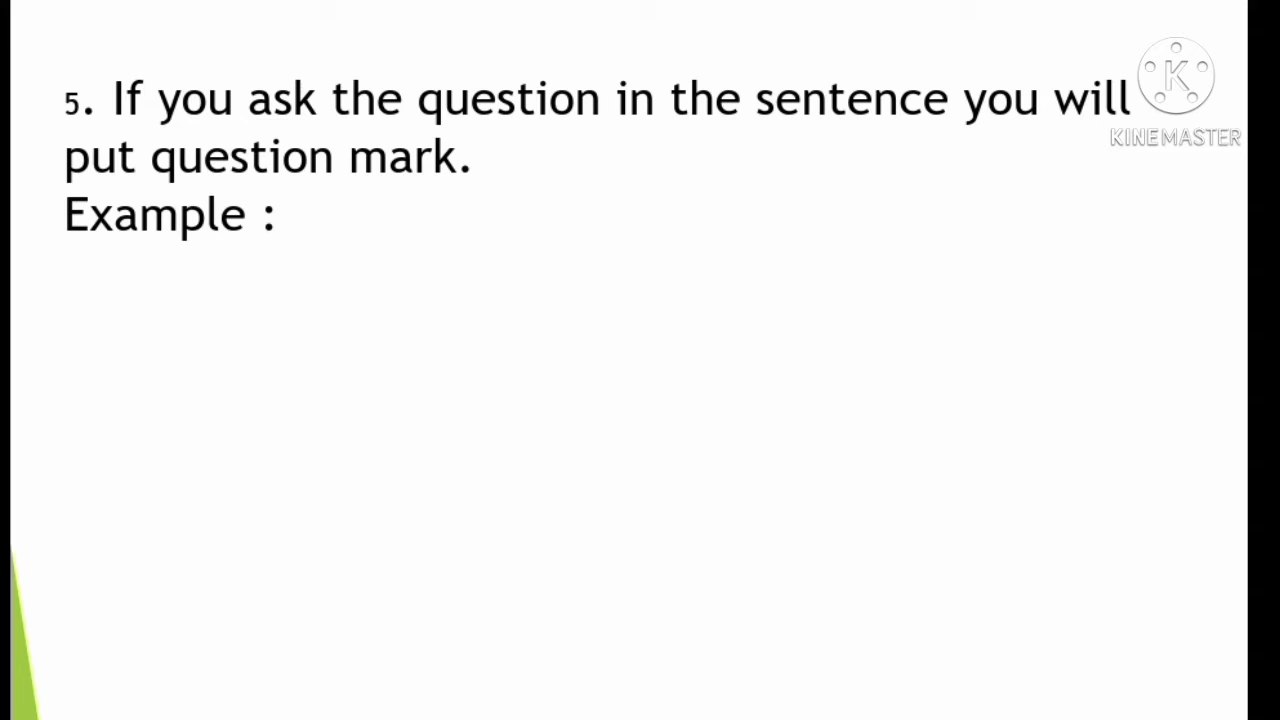 5. If you ask the question in the sentence you will
put question mark.
Example :
K
KINEMASTER